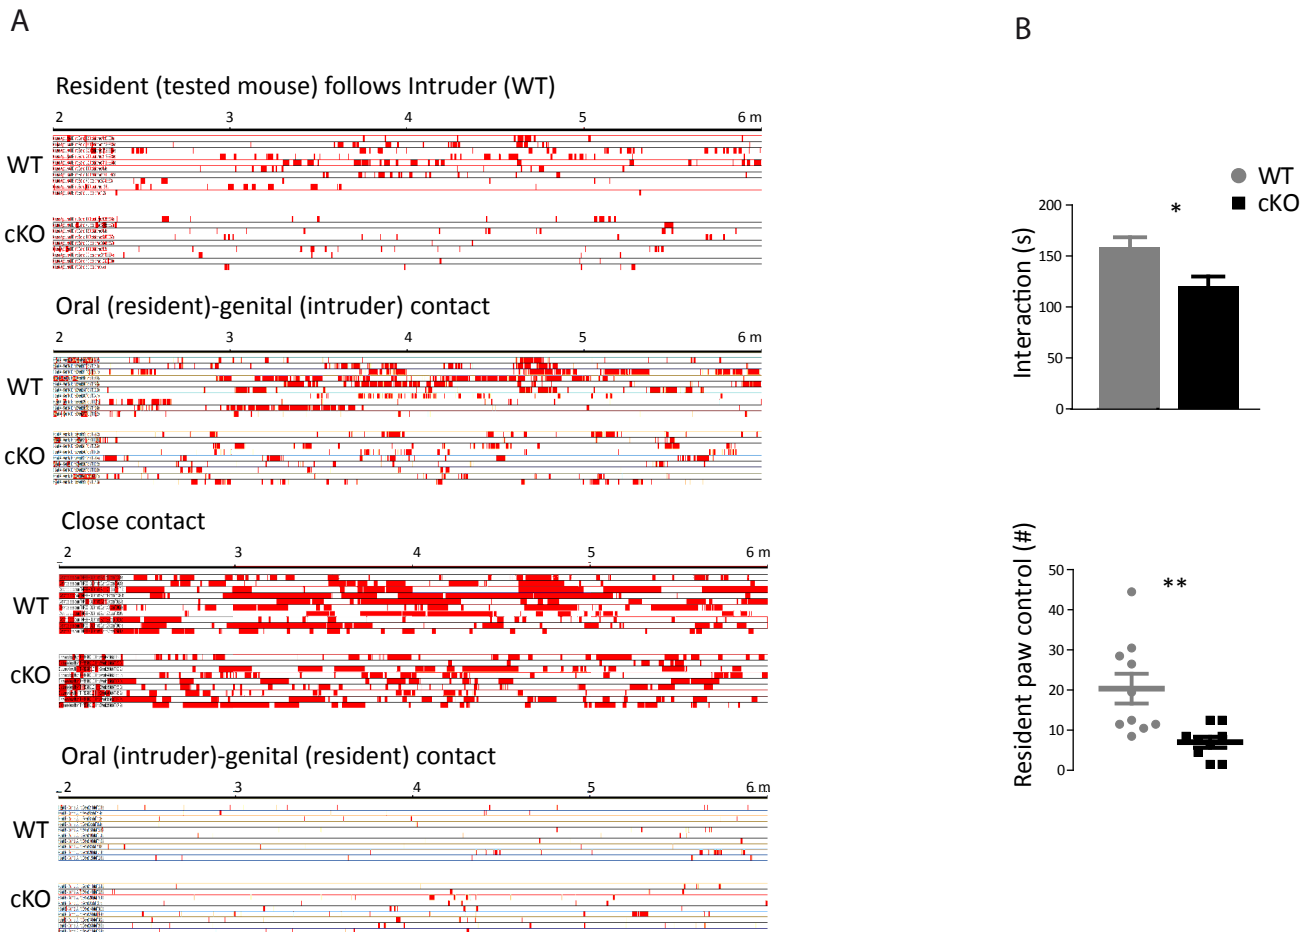 A
B
Resident (tested mouse) follows Intruder (WT)
2 3 4 5 6 m
WT
cKO
Oral (resident)-genital (intruder) contact
2 3 4 5 6 m
WT
cKO
Close contact
2 3 4 5 6 m
WT
cKO
Oral (intruder)-genital (resident) contact
2 3 4 5 6 m
WT
cKO
WT
cKO
Interaction (s)
200
150
100
50
0
*
Resident paw control (#)
50
40
30
20
10
0
**